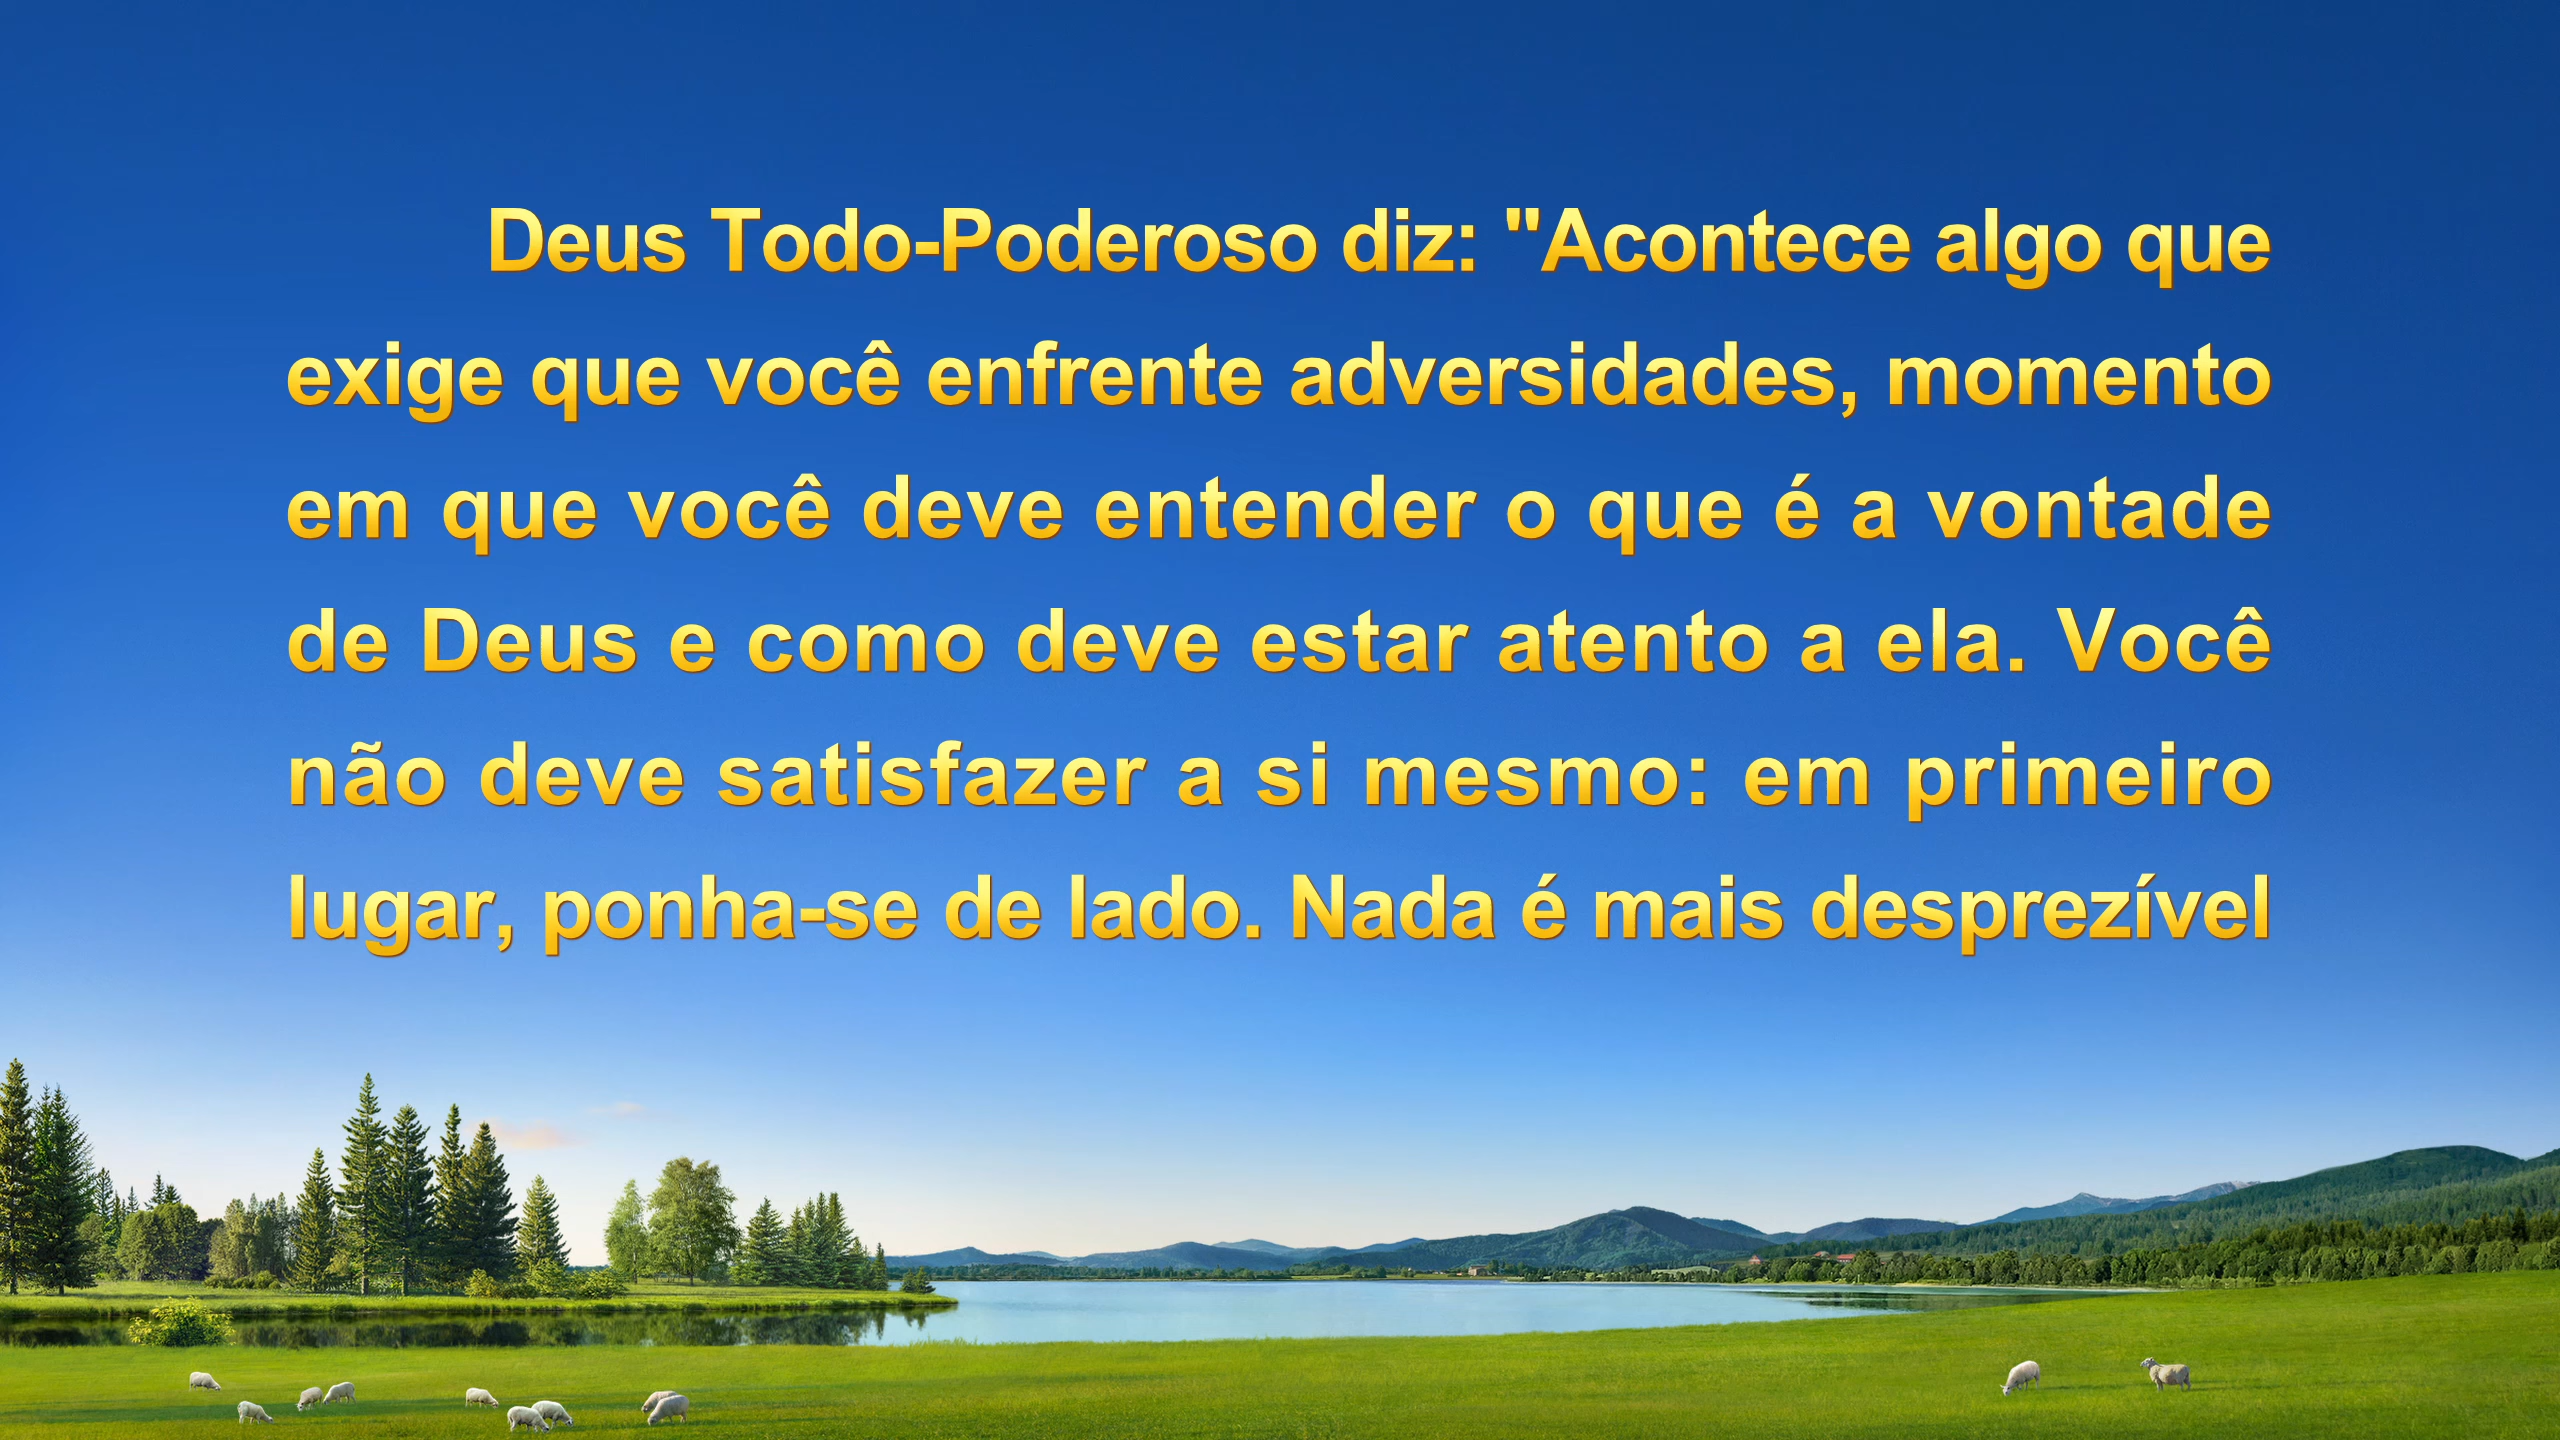 Deus Todo-Poderoso diz: "Acontece algo que
exige que você enfrente adversidades, momento
em que você deve entender o que é a vontade
de Deus e como deve estar atento a ela. Você
não deve satisfazer a si mesmo: em primeiro
lugar, ponha-se de lado. Nada é mais desprezível